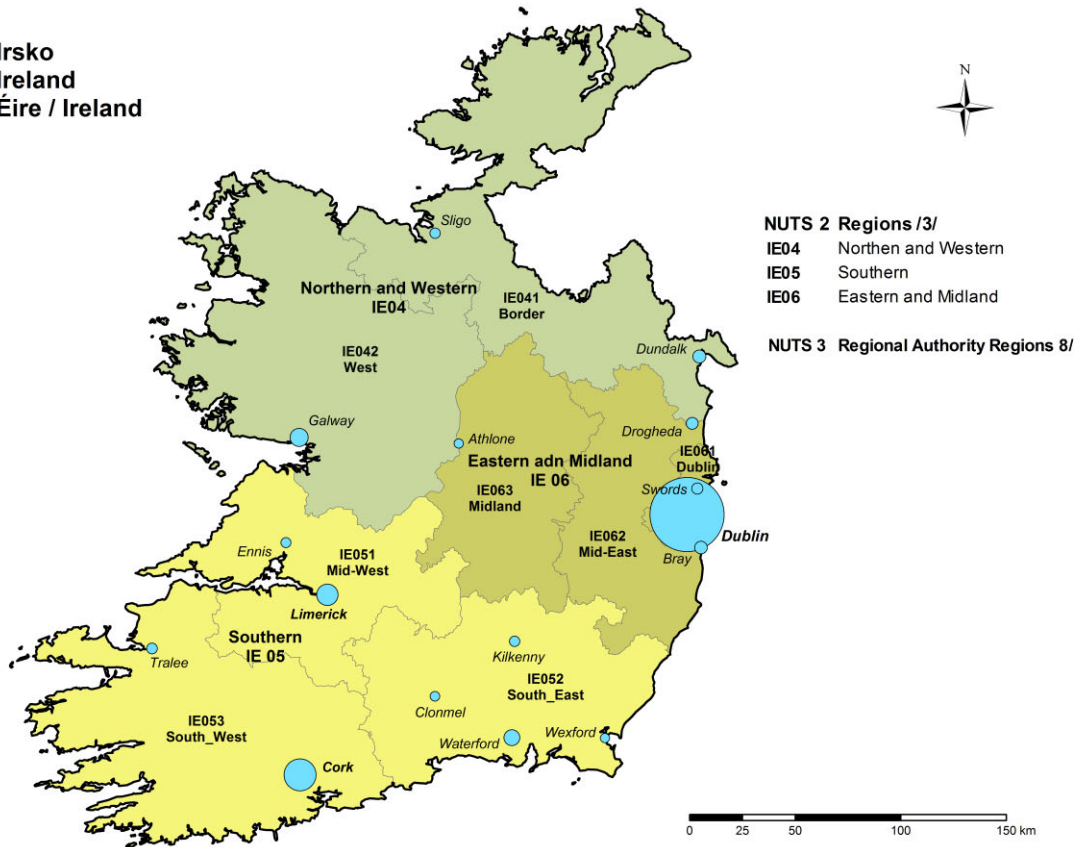 Irsko
Ireland
Éire / Ireland
N
NUTS 2 Regions /3/
IE04 Northen and Western
IE05 Southern
IE06 Eastern and Midland
NUTS 3 Regional Authority Regions 8/
Sligo
Northern and Western
IE04
IE041
Border
IE042
West
Dundalk
Galway
Athlone
Drogheda
Eastern adn Midland
IE 06
IE061
Dublin
IE063
Midland
Swords
Dublin
IE062
Mid-East
Bray
Ennis
IE051
Mid-West
Limerick
Southern
IE 05
Tralee
Kilkenny
IE052
South_East
Clonmel
IE053
South_West
Waterford
Wexford
Cork
0 25 50 100 150 km